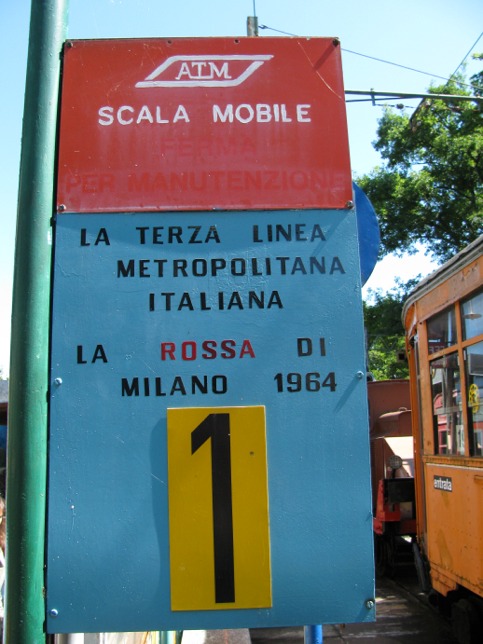 ATM
SCALA MOBILE
FERMA
PER MANUTENZIONE
LA TERZA LINEA
METROPOLITANA
ITALIANA
LA ROSSA DI
MILANO 1964
1